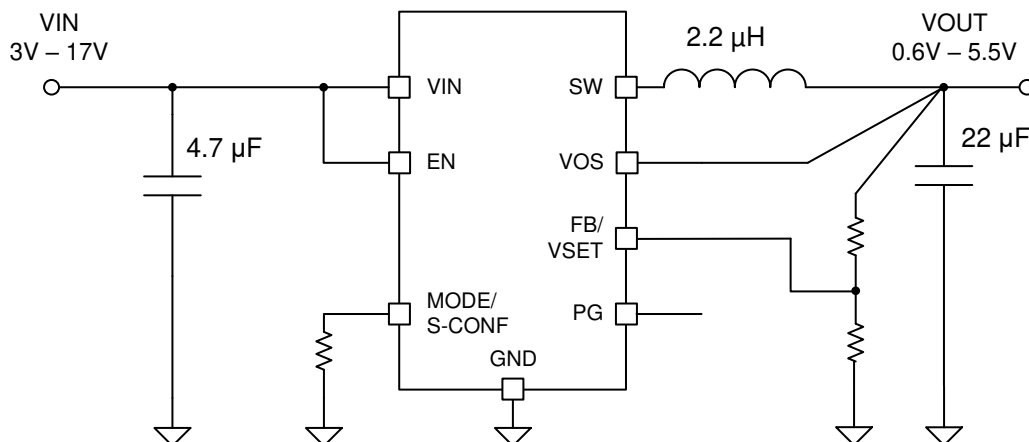 VIN
3V – 17V
2.2 µH
VOUT
0.6V – 5.5V
VIN
SW
4.7 µF
EN
VOS
22 µF
FB/
VSET
MODE/
S-CONF
PG
GND